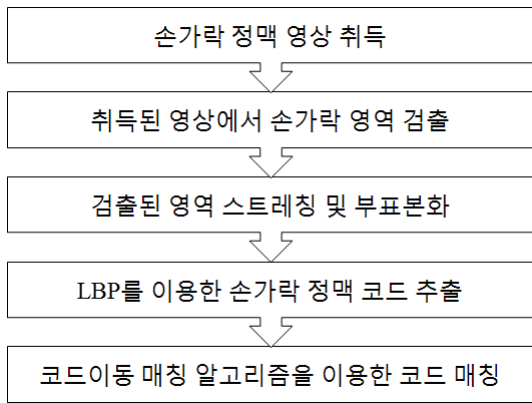 손가락 정맥 영상 취득
취득된 영상에서 손가락 영역 검출
검출된 영역 스트레칭 및 부표본화
LBP를 이용한 손가락 정맥 코드 추출
코드이동 매칭 알고리즘을 이용한 코드 매칭